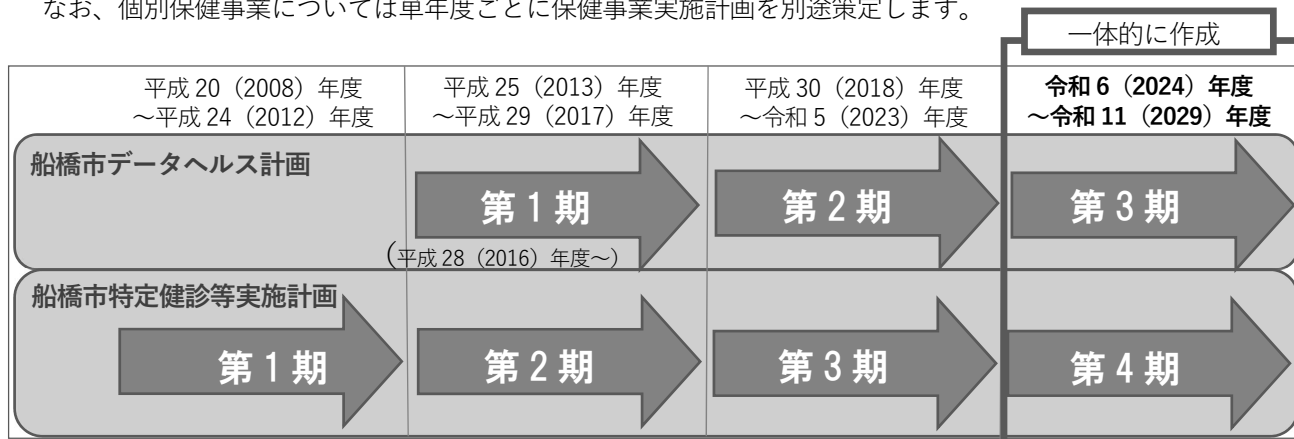 なお、個別保健事業については単年度ごとに保健事業実施計画を別途策定します。
一体的に作成
平成 20（2008）年度
～平成 24（2012）年度
平成 25（2013）年度
～平成 29（2017）年度
平成 30（2018）年度
～令和 5（2023）年度
令和 6（2024）年度
～令和 11（2029）年度
船橋市データヘルス計画
第 1 期
第 2 期
第 3 期
(平成 28（2016）年度～)
船橋市特定健診等実施計画
第 1 期
第 2 期
第 3 期
第 4 期